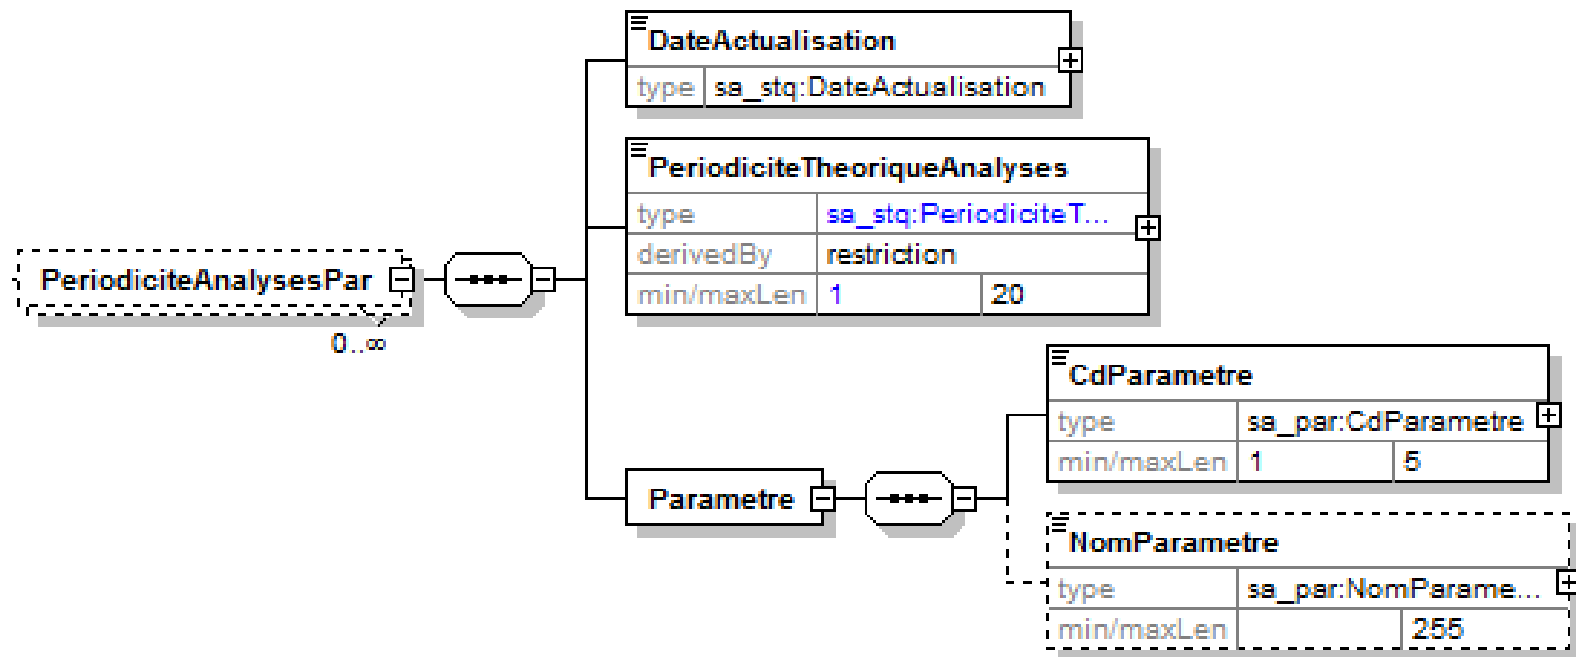 DateActualisation
type sa_stq:DateActualisation
PeriodiciteTheoriqueAnalyses
type sa_stq:PeriodiciteT...
derivedBy restriction
min/maxLen 1 20
PeriodiciteAnalysesPar
0..∞
CdParametre
type sa_par:CdParametre
min/maxLen 1 5
Parametre
NomParametre
type sa_par:NomParame...
min/maxLen 255